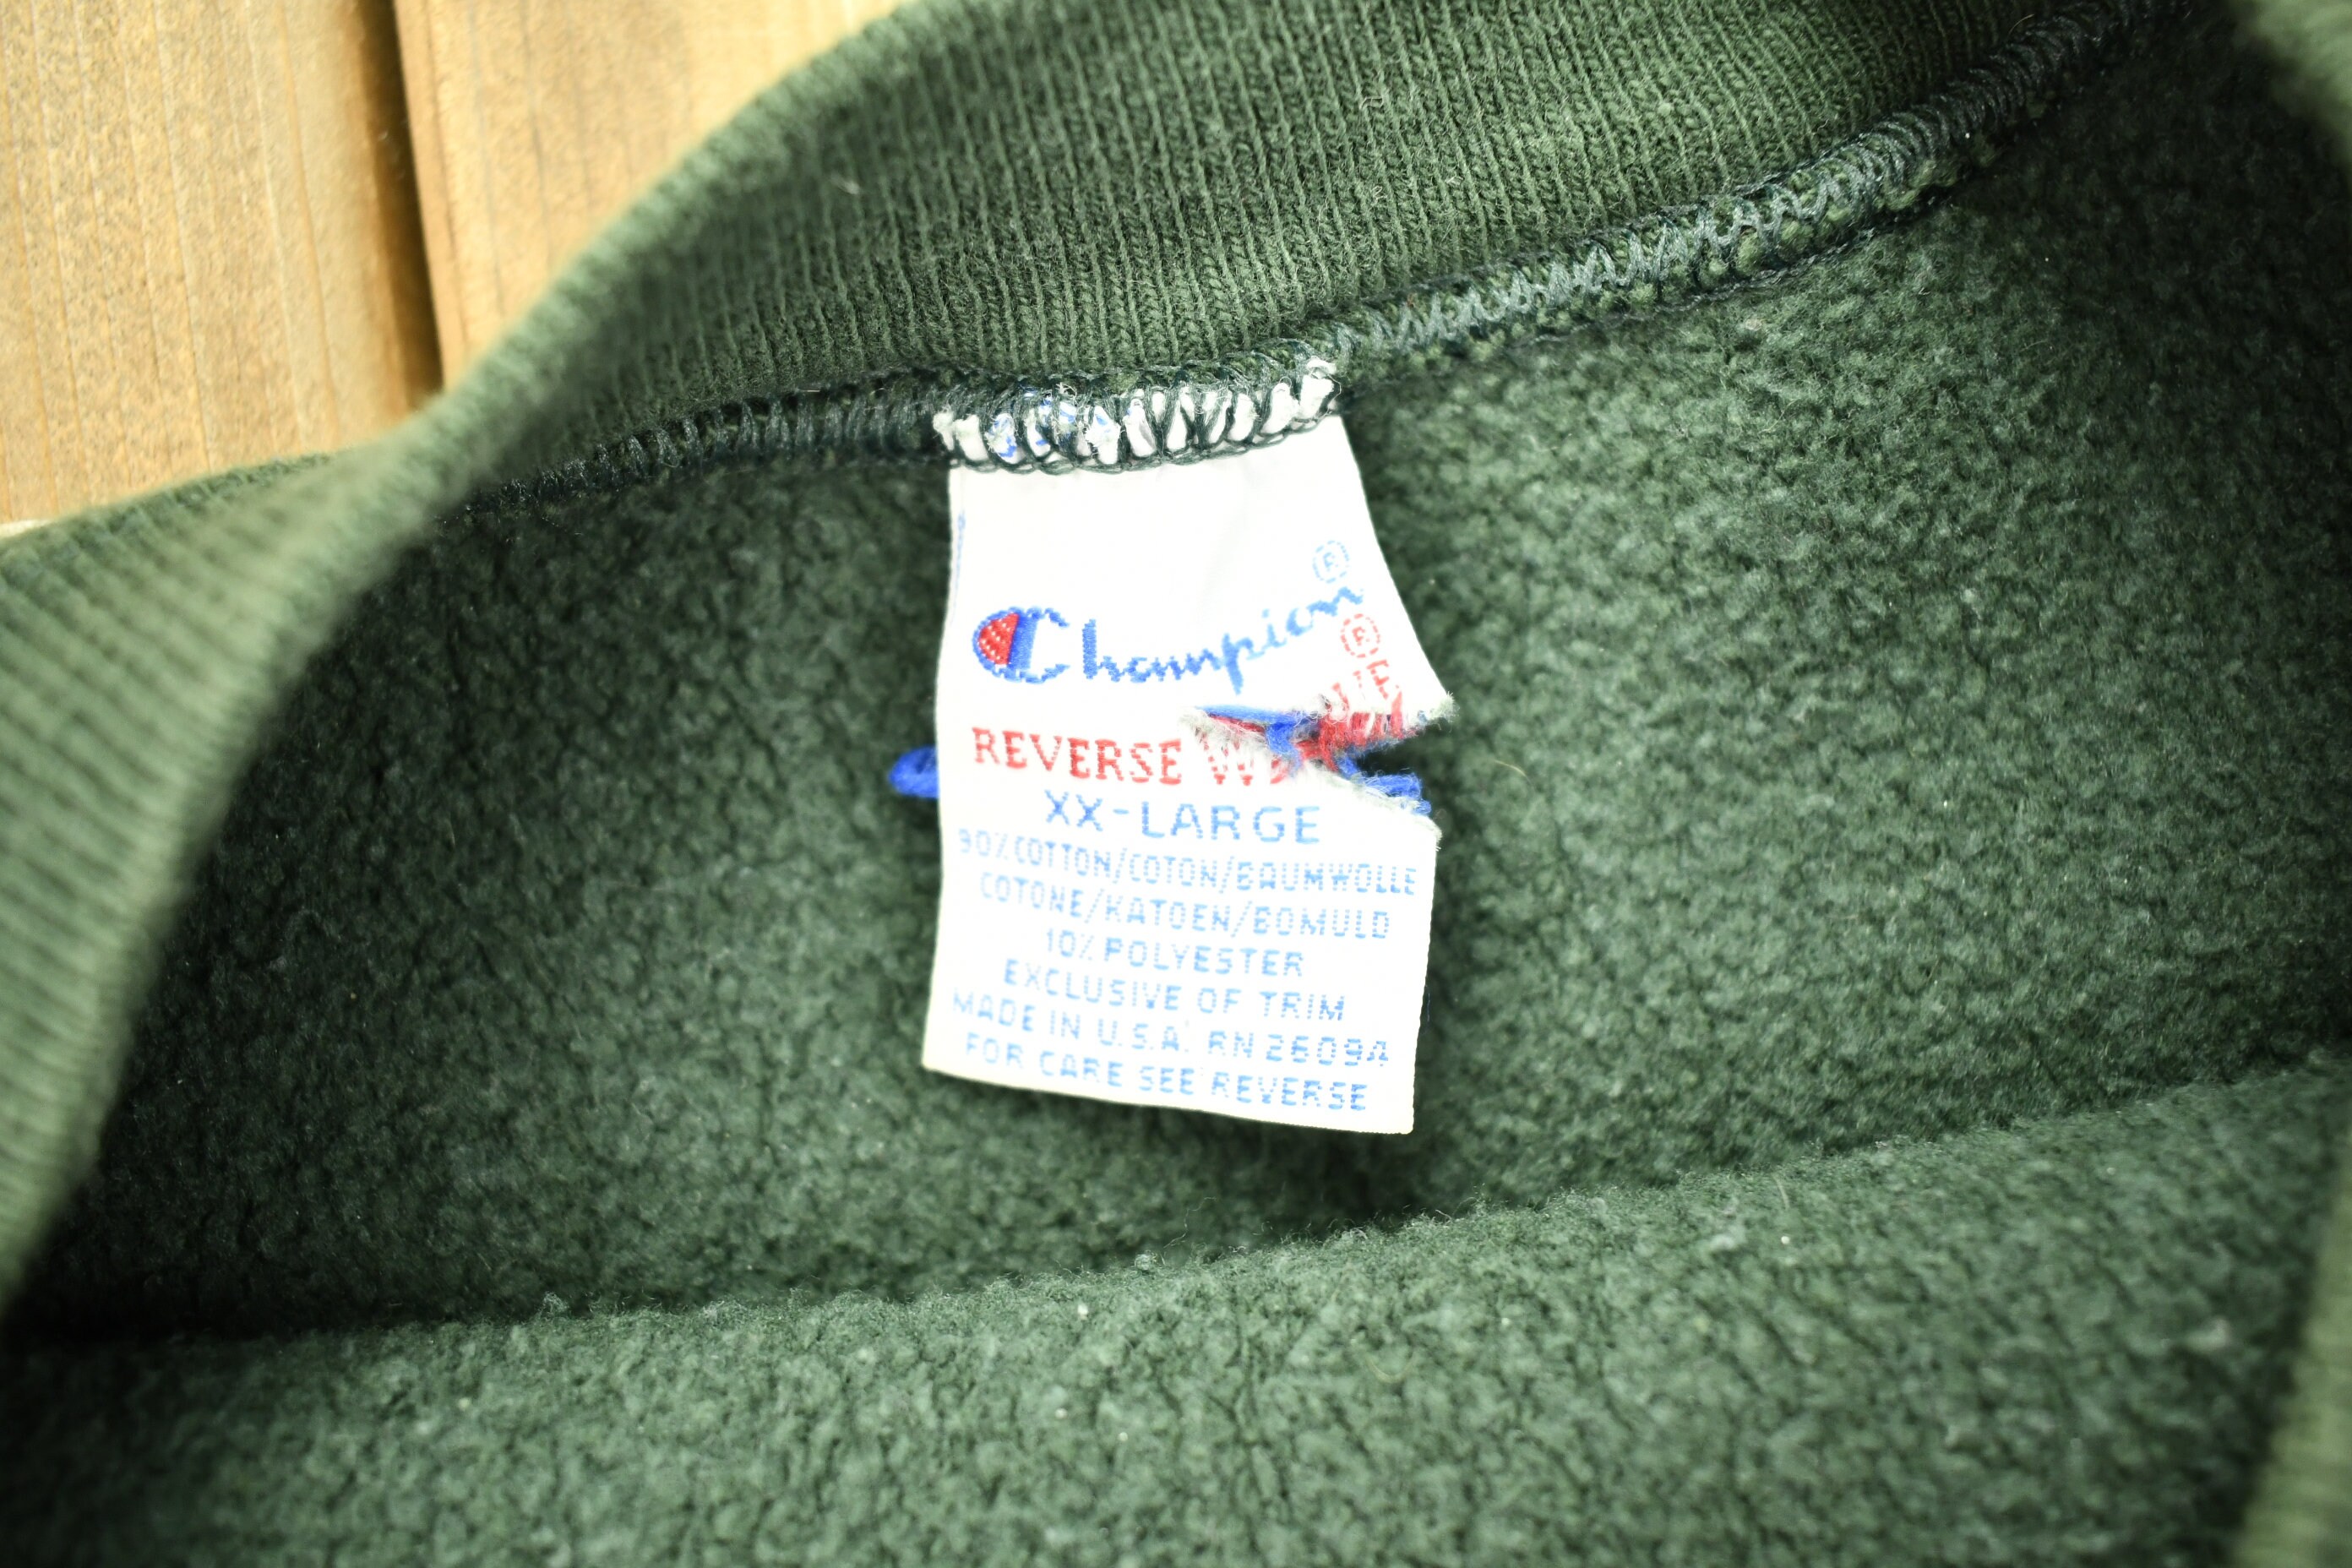 Champion®
REVERSE
XX-LARGE
90% COTTON/COTON/BAUMWOLLE
COTONE/KATOEN/BOMULD
10% POLYESTER
EXCLUSIVE OF TRIM
MADE IN U.S.A. RN 26094
FOR CARE SEE REVERSE